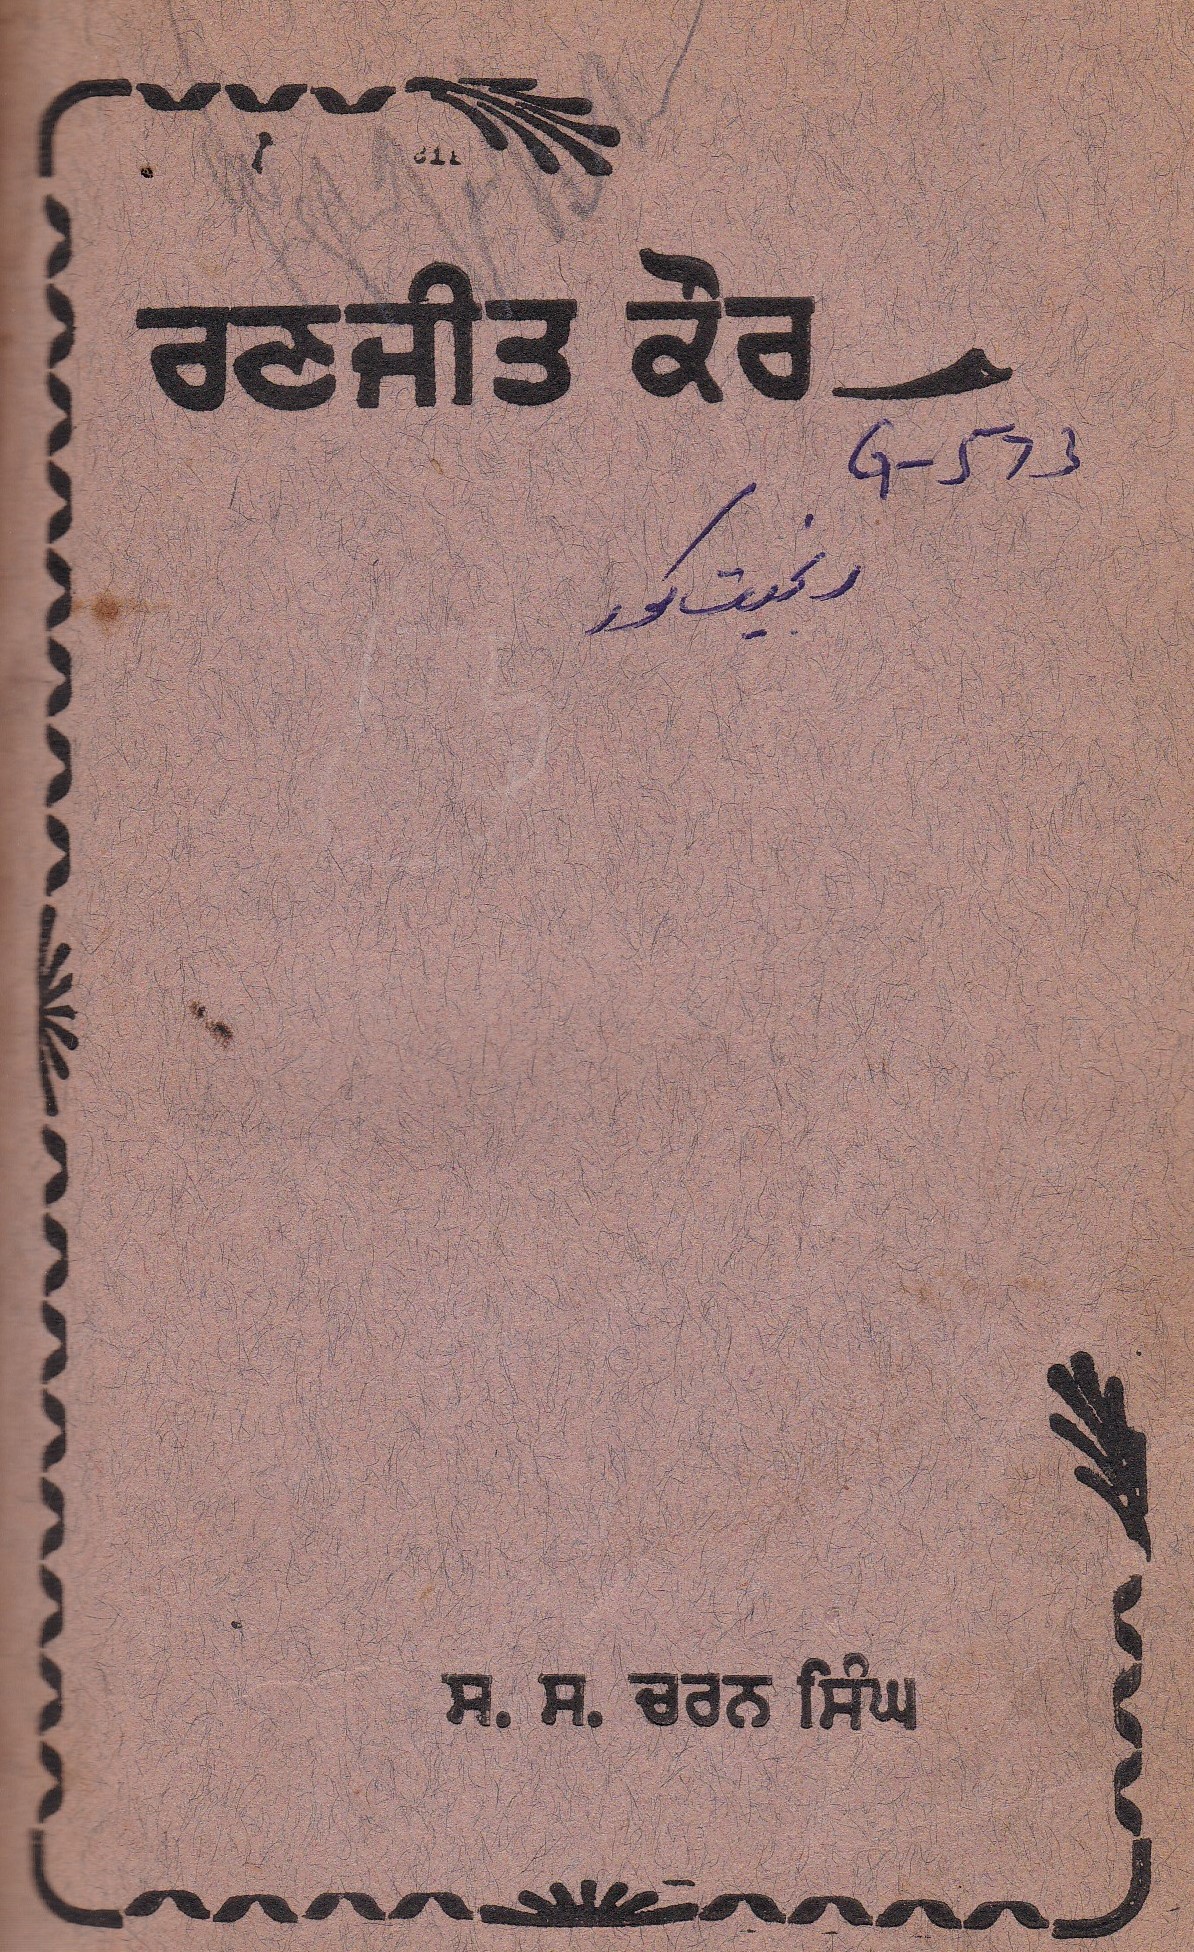 ਰਣਜੀਤ ਕੌਰ
G-573
رنجیت کور
ਸ. ਸ. ਚਰਨ ਸਿੰਘ